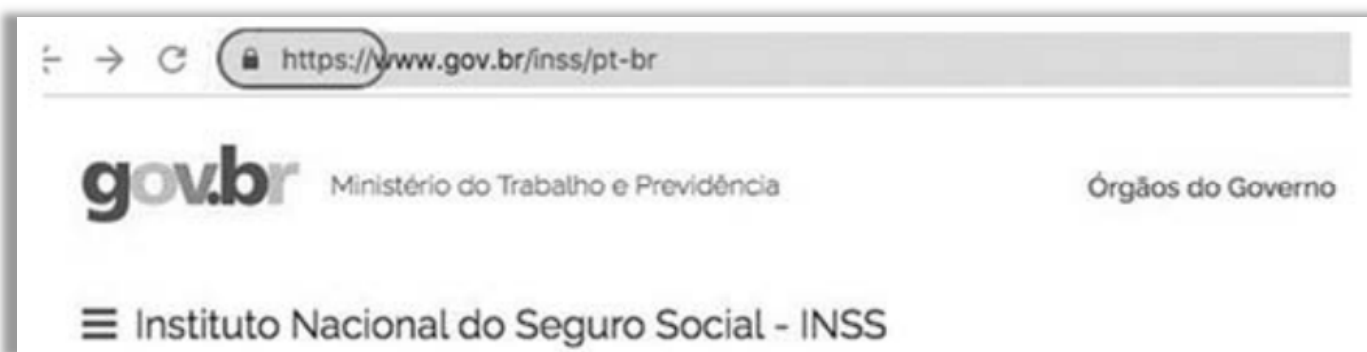 https://www.gov.br/inss/pt-br
gov.br Ministério do Trabalho e Previdência Órgãos do Governo
Instituto Nacional do Seguro Social - INSS